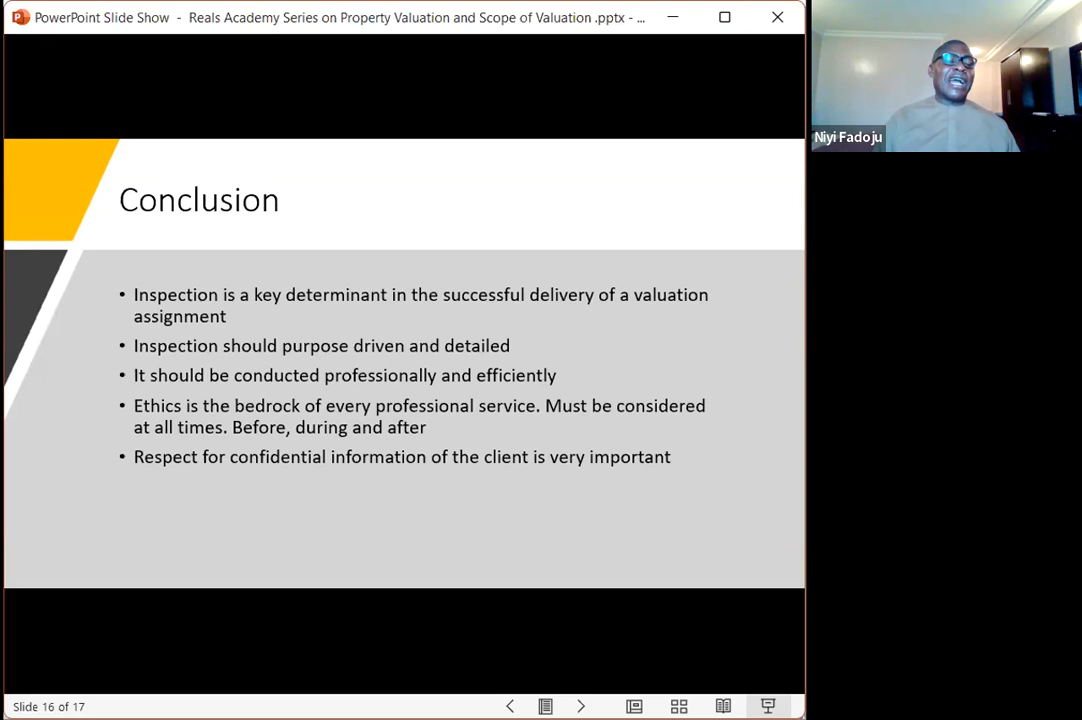 PowerPoint Slide Show - Reals Academy Series on Property Valuation and Scope of Valuation .pptx - ...
Niyi Fadoju
Conclusion
• Inspection is a key determinant in the successful delivery of a valuation
assignment
• Inspection should purpose driven and detailed
• It should be conducted professionally and efficiently
• Ethics is the bedrock of every professional service. Must be considered
at all times. Before, during and after
• Respect for confidential information of the client is very important
Slide 16 of 17